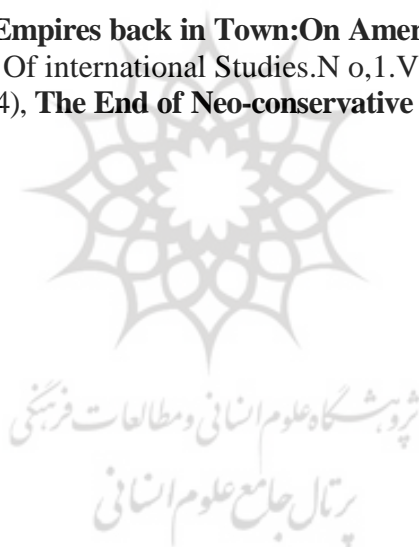 Empires back in Town:On Amer
Of international Studies.N o,1.V
4), The End of Neo-conservative
پژوهشگاه علوم انسانی و مطالعات فرهنگی
پرتال جامع علوم انسانی